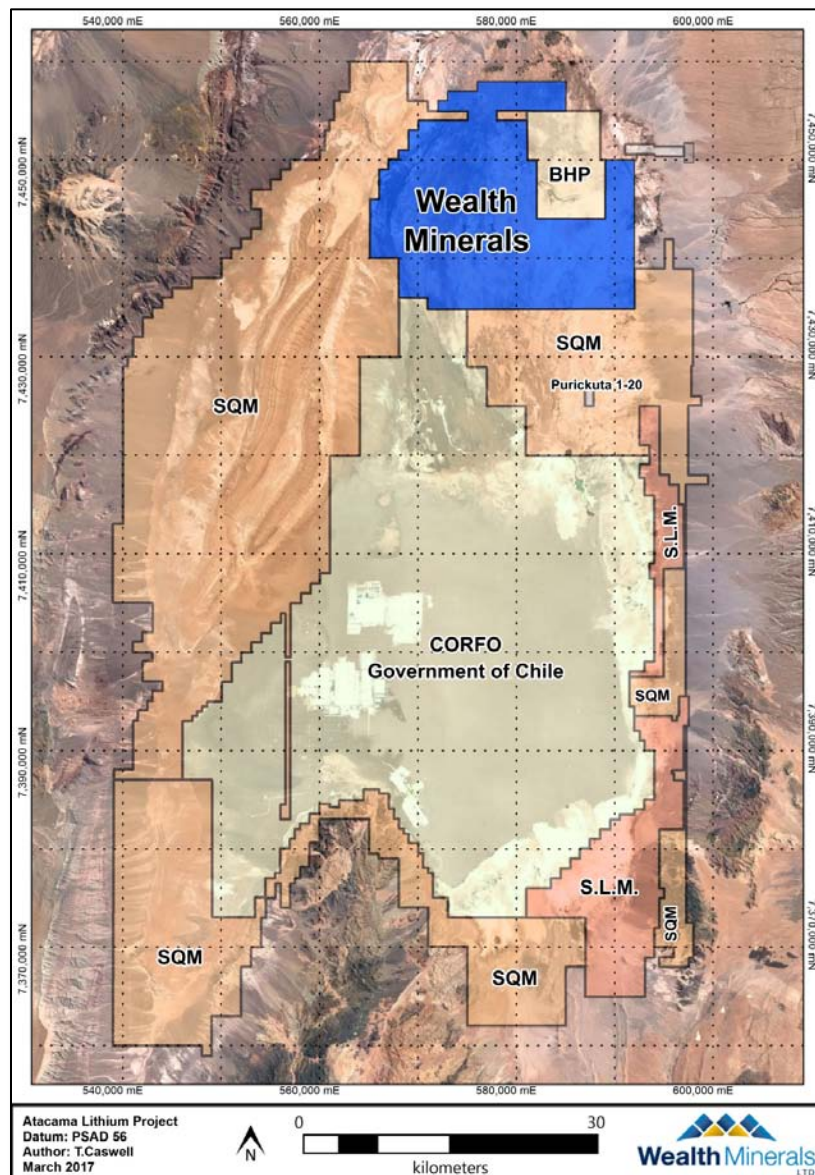 540,000 mE
560,000 mE
580,000 mE
600,000 mE
7,450,000 mN
7,450,000 mN
BHP
Wealth
Minerals
7,430,000 mN
7,430,000 mN
SQM
Purickuta 1-20
SQM
7,410,000 mN
7,410,000 mN
S.L.M.
CORFO
Government of Chile
SQM
7,390,000 mN
7,390,000 mN
S.L.M.
7,370,000 mN
7,370,000 mN
SQM
SQM
SQM
540,000 mE
560,000 mE
580,000 mE
600,000 mE
Atacama Lithium Project
Datum: PSAD 56
Author: T.Caswell
March 2017
N
0
30
kilometers
Wealth Minerals
LTD